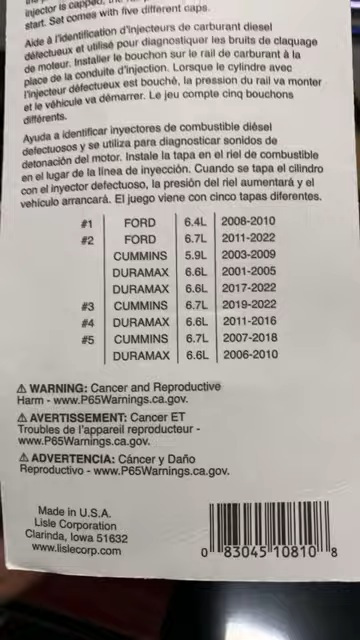 injector is capped, the
start. Set comes with five different caps.
Aide à l'identification d'injecteurs de carburant diesel
défectueux et utilisé pour diagnostiquer les bruits de claquage
de moteur. Installer le bouchon sur le rail de carburant à la
place de la conduite d'injection. Lorsque le cylindre avec
l'injecteur défectueux est bouché, la pression du rail va monter
et le véhicule va démarrer. Le jeu compte cinq bouchons
différents.
Ayuda a identificar inyectores de combustible diésel
defectuosos y se utiliza para diagnosticar sonidos de
detonación del motor. Instale la tapa en el riel de combustible
en el lugar de la línea de inyección. Cuando se tapa el cilindro
con el inyector defectuoso, la presión del riel aumentará y el
vehículo arrancará. El juego viene con cinco tapas diferentes.
#1 FORD 6.4L 2008-2010
#2 FORD 6.7L 2011-2022
CUMMINS 5.9L 2003-2009
DURAMAX 6.6L 2001-2005
DURAMAX 6.6L 2017-2022
#3 CUMMINS 6.7L 2019-2022
#4 DURAMAX 6.6L 2011-2016
#5 CUMMINS 6.7L 2007-2018
DURAMAX 6.6L 2006-2010
⚠ WARNING: Cancer and Reproductive
Harm - www.P65Warnings.ca.gov.
⚠ AVERTISSEMENT: Cancer ET
Troubles de l'appareil reproducteur -
www.P65Warnings.ca.gov.
⚠ ADVERTENCIA: Cáncer y Daño
Reproductivo - www.P65Warnings.ca.gov.
Made in U.S.A.
Lisle Corporation
Clarinda, Iowa 51632
www.lislecorp.com
0 83045 10810 8